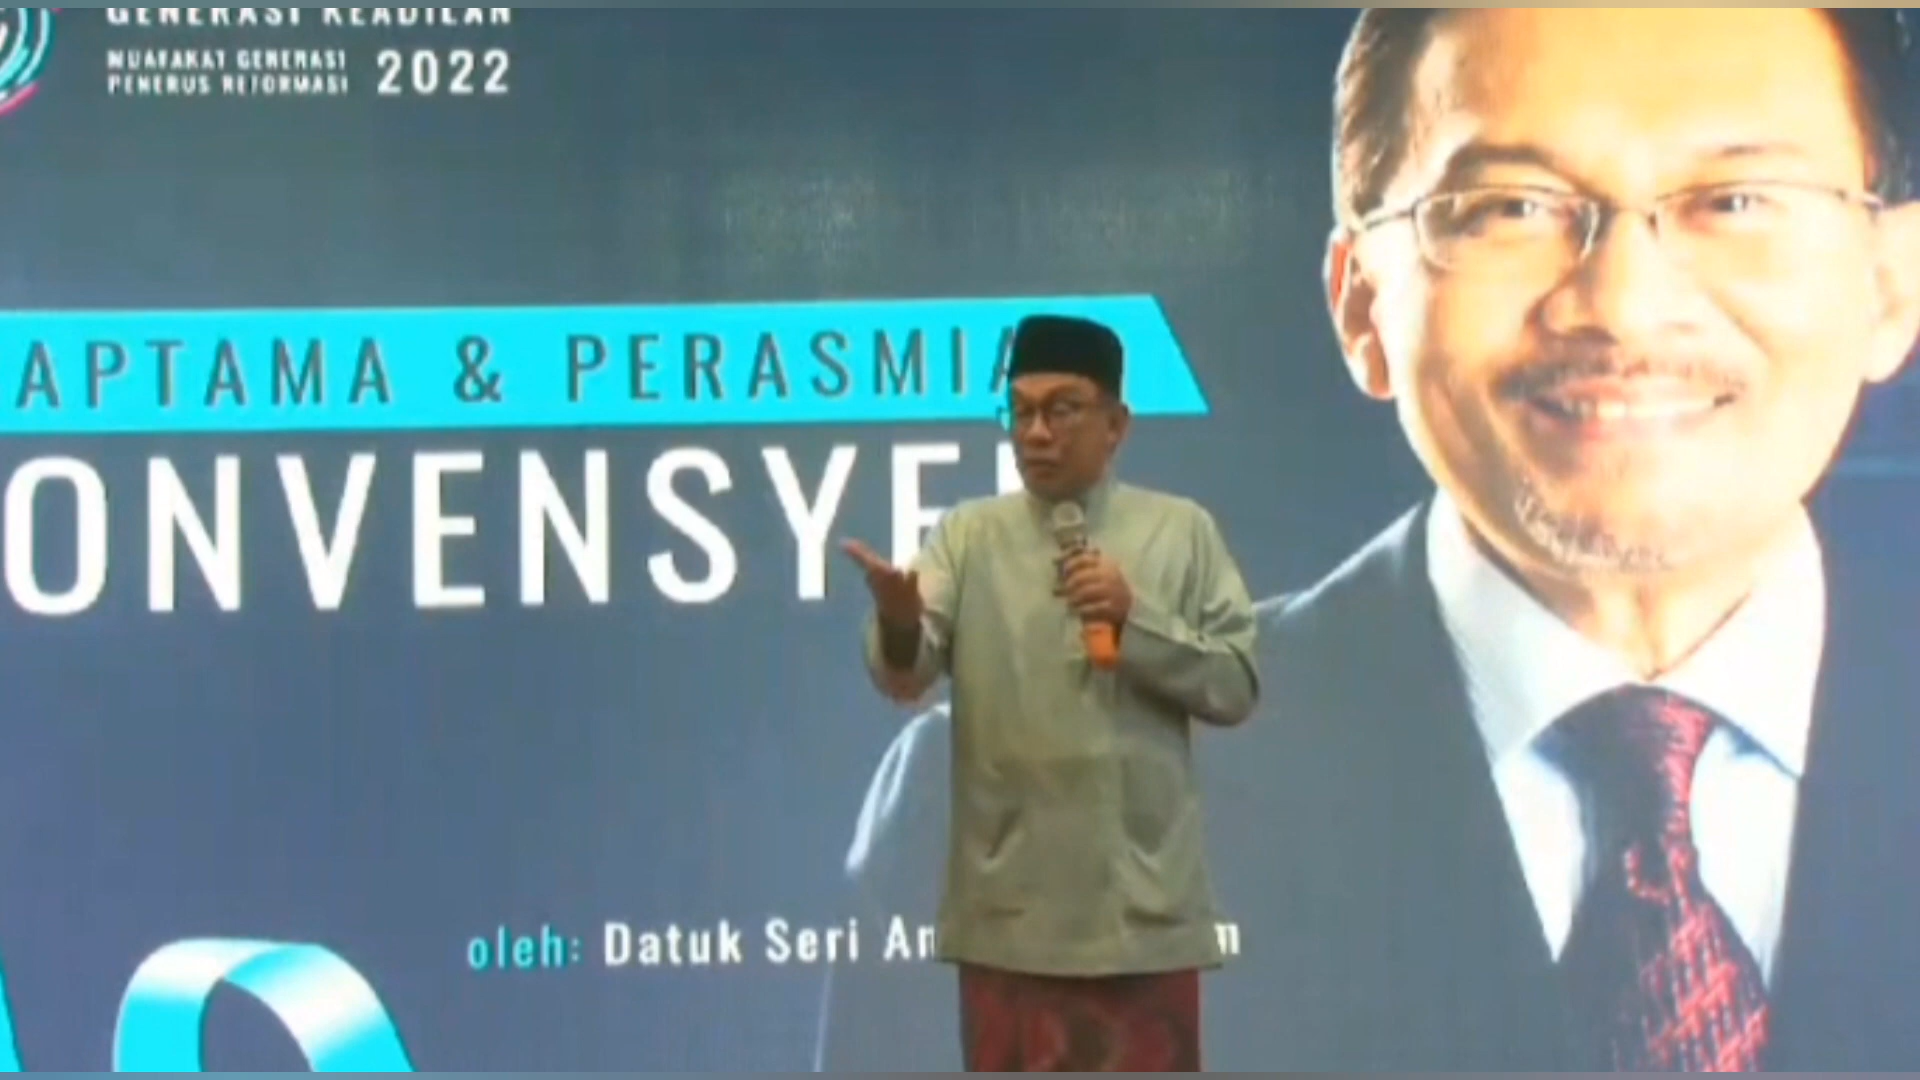 GENERASI KEADILAN
MUAFAKAT GENERASI
PENERUS REFORMASI 2022
APTAMA & PERASMIA
ONVENSYE
oleh: Datuk Seri An m